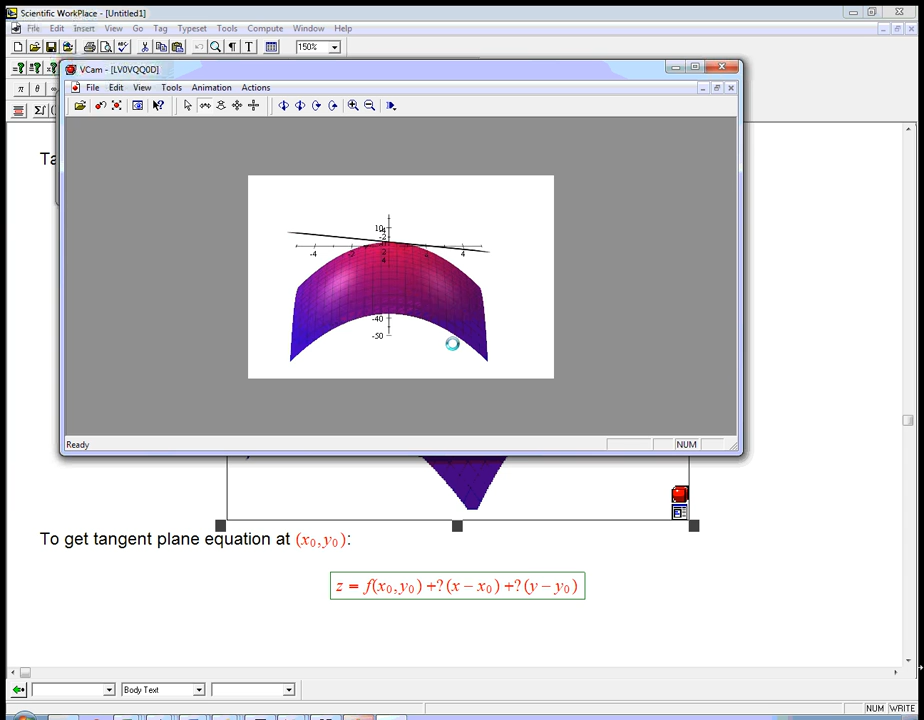 Scientific WorkPlace - [Untitled1]
File Edit Insert View Go Tag Typeset Tools Compute Window Help
150%
VCam - [LV0VQQ0D]
File Edit View Tools Animation Actions
10
-4 -2 2 4
-40
-50
Ready
NUM
To get tangent plane equation at (x₀,y₀):
z = f(x₀,y₀) +?(x − x₀) +?(y − y₀)
Body Text
NUM WRITE